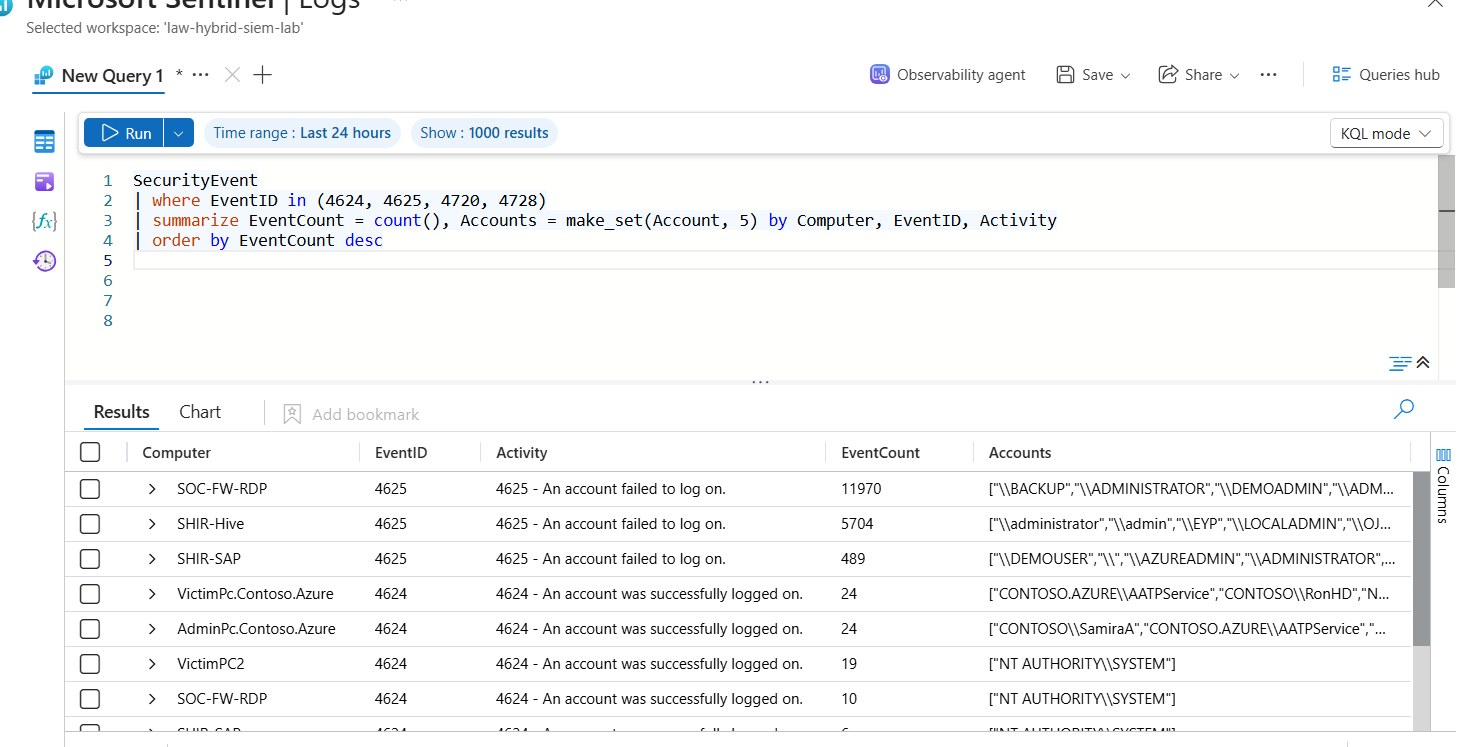 Microsoft Sentinel | Logs
Selected workspace: 'law-hybrid-siem-lab'
New Query 1 * ...
Observability agent Save Share ... Queries hub
Run Time range : Last 24 hours Show : 1000 results KQL mode
1 SecurityEvent
2 | where EventID in (4624, 4625, 4720, 4728)
3 | summarize EventCount = count(), Accounts = make_set(Account, 5) by Computer, EventID, Activity
4 | order by EventCount desc
5
6
7
8
Results Chart Add bookmark
Computer EventID Activity EventCount Accounts
SOC-FW-RDP 4625 4625 - An account failed to log on. 11970 ["\\BACKUP","\\ADMINISTRATOR","\\DEMOADMIN","\\ADM...
SHIR-Hive 4625 4625 - An account failed to log on. 5704 ["\\administrator","\\admin","\\EYP","\\LOCALADMIN","\\OJ...
SHIR-SAP 4625 4625 - An account failed to log on. 489 ["\\DEMOUSER","\\","\\AZUREADMIN","\\ADMINISTRATOR",...
VictimPc.Contoso.Azure 4624 4624 - An account was successfully logged on. 24 ["CONTOSO.AZURE\\AATPService","CONTOSO\\RonHD","N...
AdminPc.Contoso.Azure 4624 4624 - An account was successfully logged on. 24 ["CONTOSO\\SamiraA","CONTOSO.AZURE\\AATPService","...
VictimPC2 4624 4624 - An account was successfully logged on. 19 ["NT AUTHORITY\\SYSTEM"]
SOC-FW-RDP 4624 4624 - An account was successfully logged on. 10 ["NT AUTHORITY\\SYSTEM"]
Columns